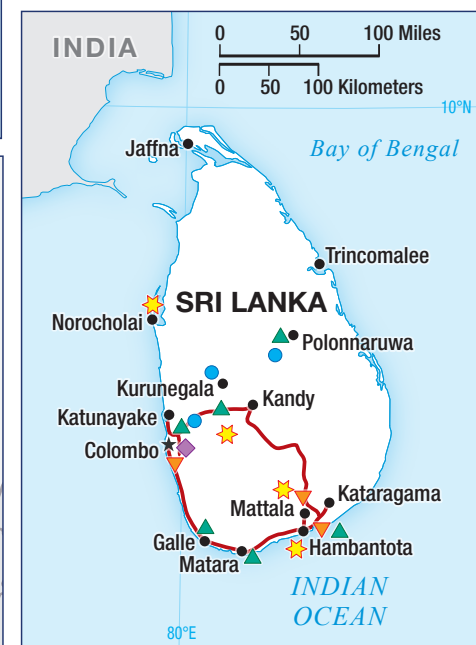 INDIA
0 50 100 Miles
0 50 100 Kilometers
10°N
Jaffna
Bay of Bengal
Trincomalee
SRI LANKA
Norocholai
Polonnaruwa
Kurunegala
Kandy
Katunayake
Colombo
Kataragama
Mattala
Galle
Hambantota
Matara
INDIAN
OCEAN
80°E